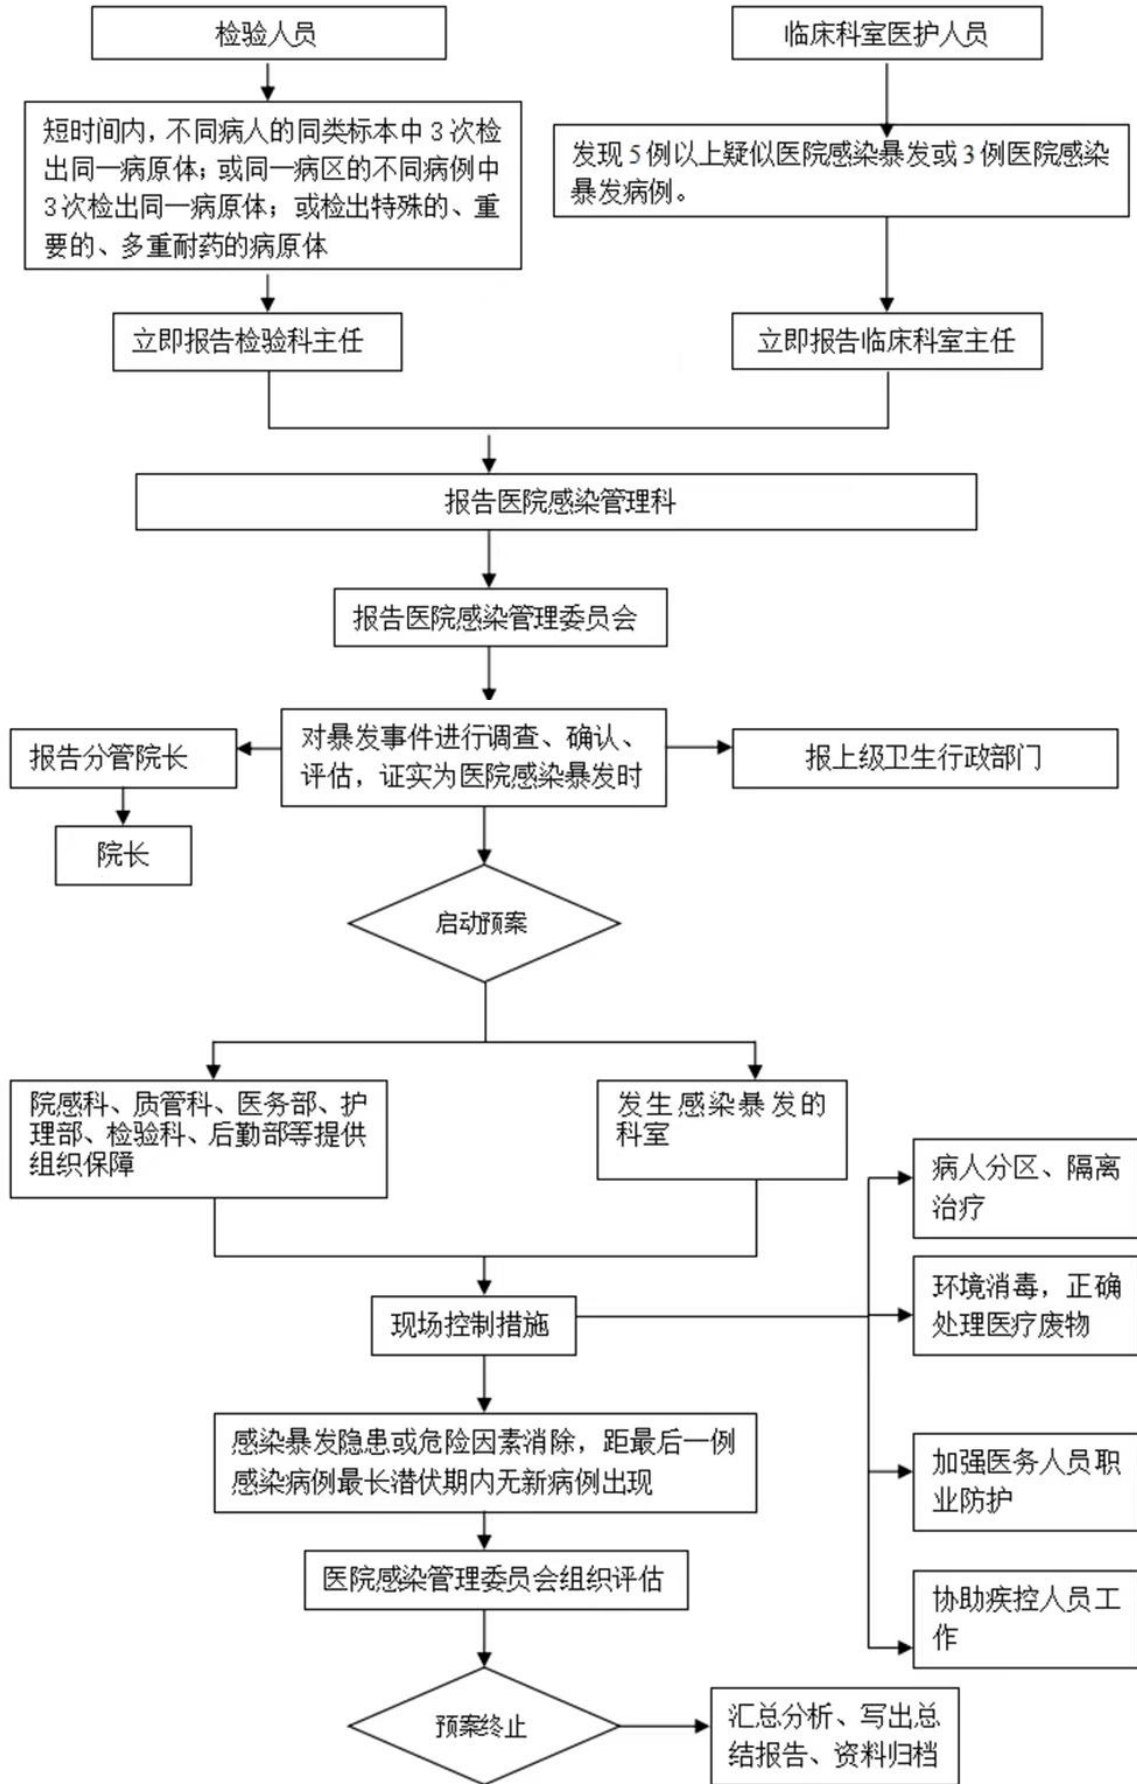 检验人员
临床科室医护人员
短时间内，不同病人的同类标本中 3 次检
出同一病原体；或同一病区的不同病例中
3 次检出同一病原体；或检出特殊的、重
要的、多重耐药的病原体
发现 5 例以上疑似医院感染暴发或 3 例医院感染
暴发病例。
立即报告检验科主任
立即报告临床科室主任
报告医院感染管理科
报告医院感染管理委员会
报告分管院长
对暴发事件进行调查、确认、
评估，证实为医院感染暴发时
报上级卫生行政部门
院长
启动预案
院感科、质管科、医务部、护
理部、检验科、后勤部等提供
组织保障
发生感染暴发的
科室
病人分区、隔离
治疗
环境消毒，正确
处理医疗废物
现场控制措施
感染暴发隐患或危险因素消除，距最后一例
感染病例最长潜伏期内无新病例出现
加强医务人员职
业防护
医院感染管理委员会组织评估
协助疾控人员工
作
预案终止
汇总分析、写出总
结报告、资料归档